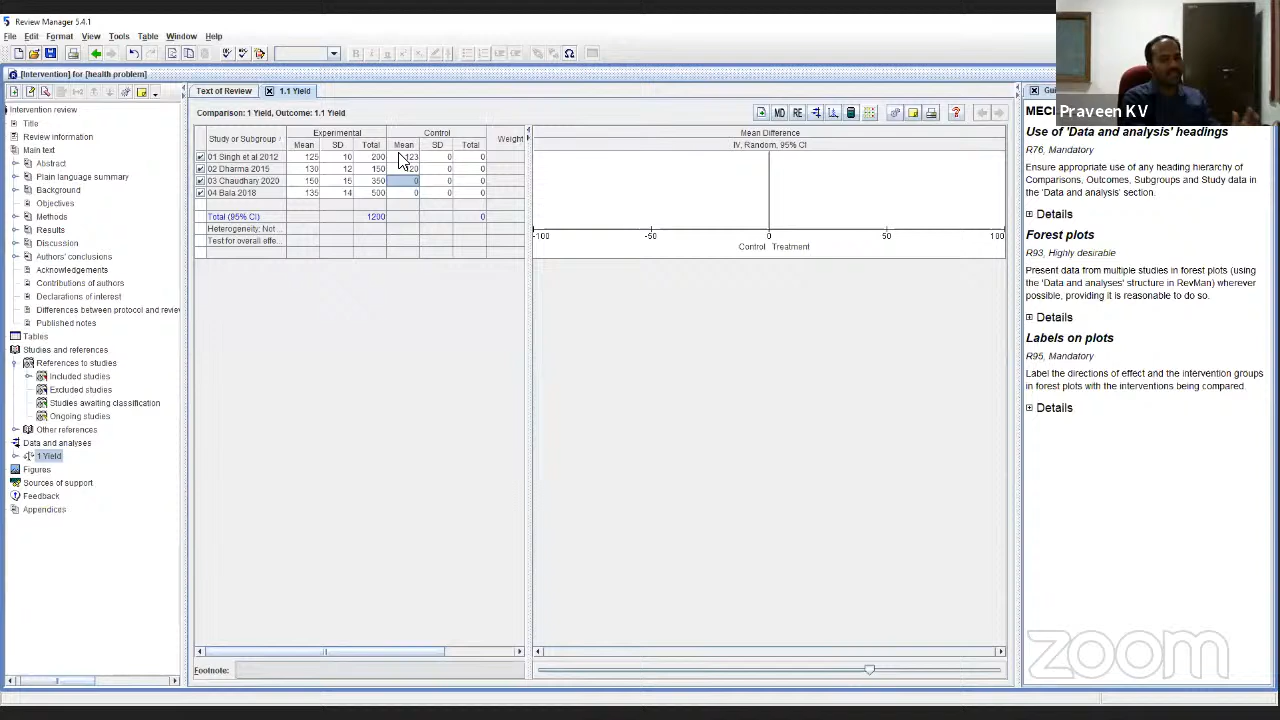 Review Manager 5.4.1
File Edit Format View Tools Table Window Help
[Intervention] for [health problem]
Intervention review
Title
Review information
Main text
Abstract
Plain language summary
Background
Objectives
Methods
Results
Discussion
Authors' conclusions
Acknowledgements
Contributions of authors
Declarations of interest
Differences between protocol and review
Published notes
Tables
Studies and references
References to studies
Included studies
Excluded studies
Studies awaiting classification
Ongoing studies
Other references
Data and analyses
1 Yield
Figures
Sources of support
Feedback
Appendices
Text of Review 1.1 Yield
Comparison: 1 Yield, Outcome: 1.1 Yield
MD RE
Study or Subgroup Experimental Control Weight
Mean SD Total Mean SD Total
01 Singh et al 2012 125 10 200 123 0 0
02 Dharma 2015 130 12 150 120 0 0
03 Chaudhary 2020 150 15 350 0 0 0
04 Bala 2018 135 14 500 0 0 0
Total (95% CI) 1200 0
Heterogeneity: Not ...
Test for overall effe...
Mean Difference
IV, Random, 95% CI
-100 -50 0 50 100
Control Treatment
Footnote:
Praveen KV
Use of 'Data and analysis' headings
R76, Mandatory
Ensure appropriate use of any heading hierarchy of
Comparisons, Outcomes, Subgroups and Study data in
the 'Data and analysis' section.
Details
Forest plots
R93, Highly desirable
Present data from multiple studies in forest plots (using
the 'Data and analyses' structure in RevMan) wherever
possible, providing it is reasonable to do so.
Details
Labels on plots
R95, Mandatory
Label the directions of effect and the intervention groups
in forest plots with the interventions being compared.
Details
zoom